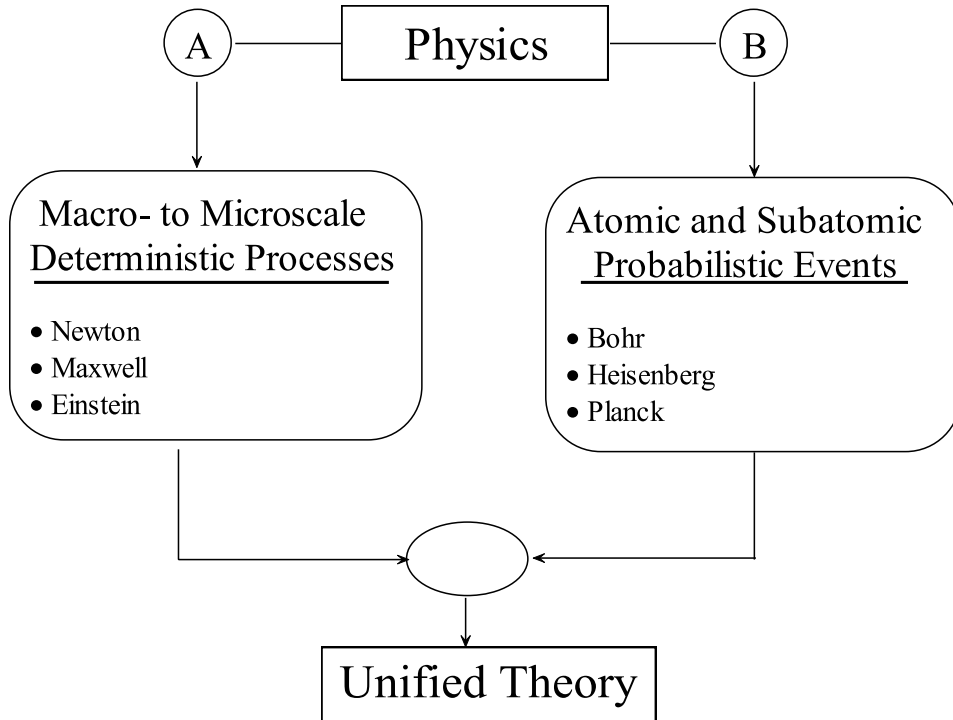 A
Physics
B
Macro- to Microscale
Deterministic Processes
• Newton
• Maxwell
• Einstein
Atomic and Subatomic
Probabilistic Events
• Bohr
• Heisenberg
• Planck
Unified Theory